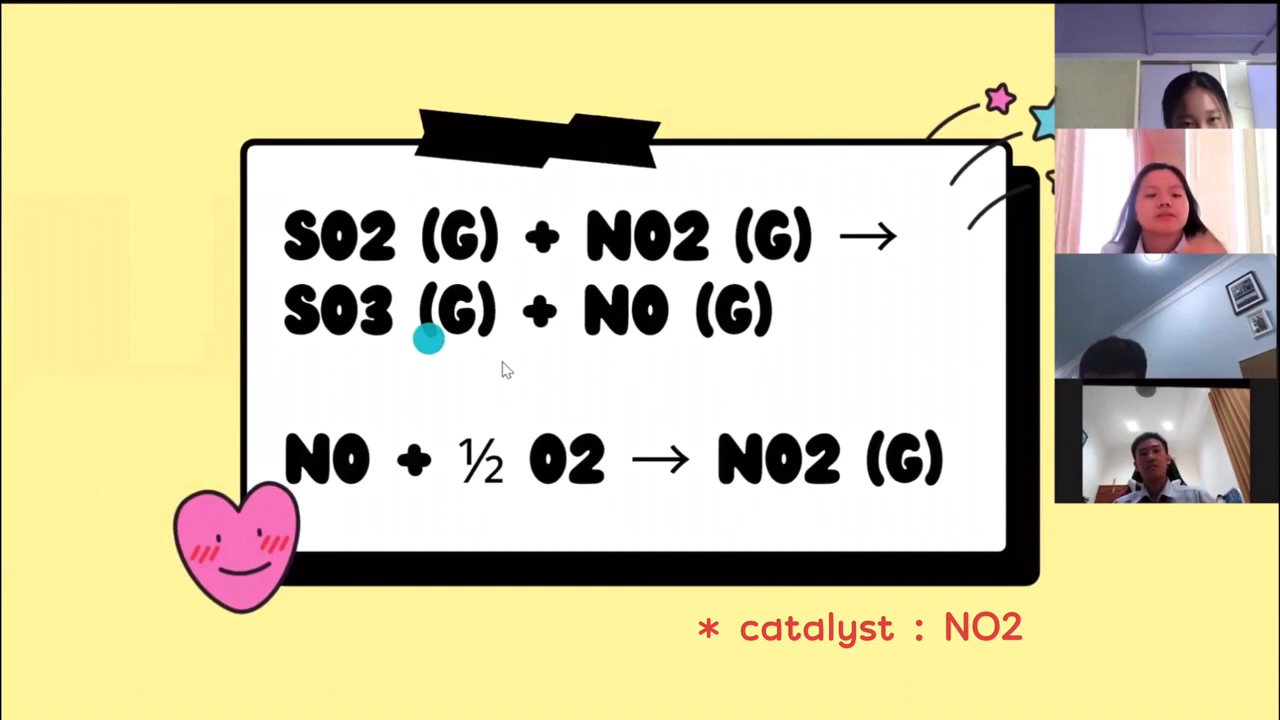 SO2 (G) + NO2 (G) →
SO3 (G) + NO (G)
NO + ½ O2 → NO2 (G)
* catalyst : NO2